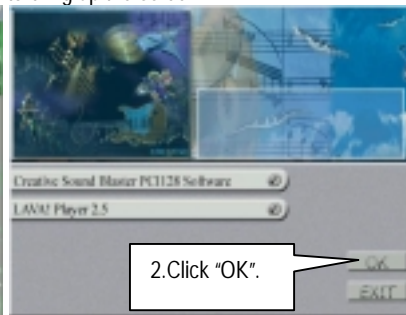 Creative Sound Blaster PCI128 Software
LAVA! Player 2.5
2.Click "OK".
OK
EXIT